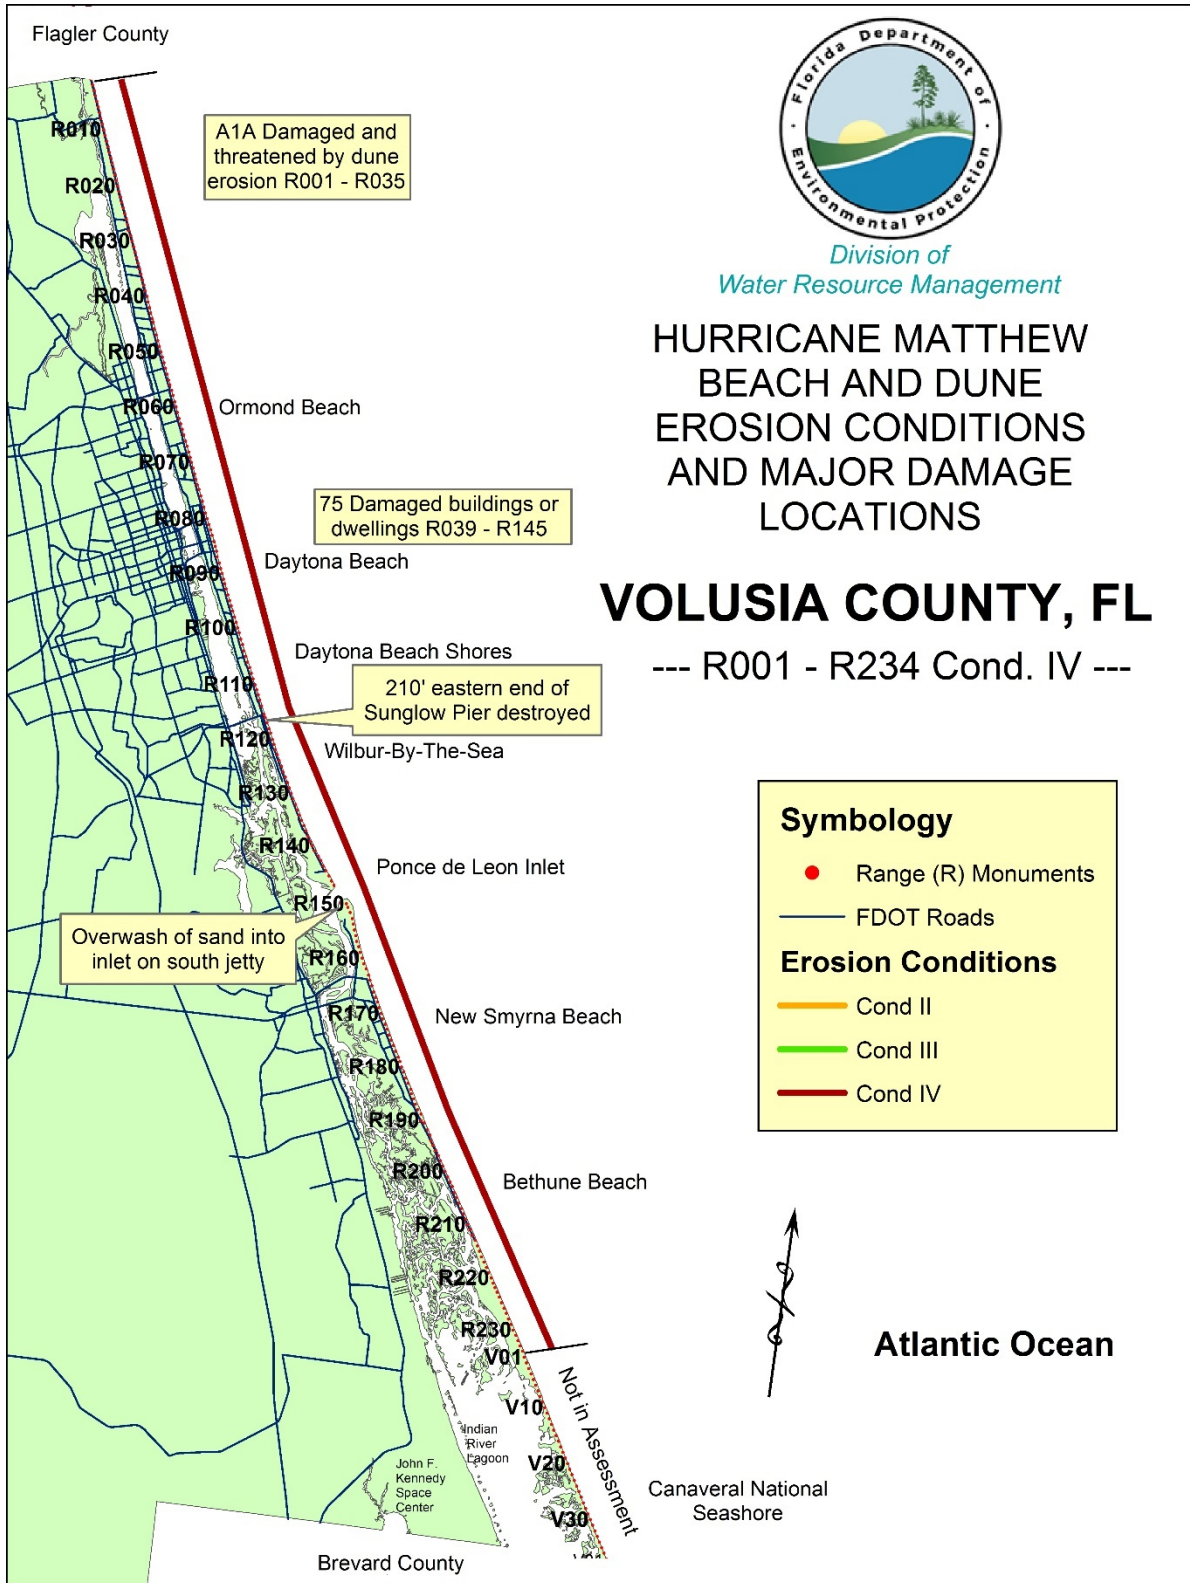 Flagler County
A1A Damaged and
threatened by dune
erosion R001 - R035
Florida Department of
Environmental Protection
Division of
Water Resource Management
HURRICANE MATTHEW
BEACH AND DUNE
EROSION CONDITIONS
AND MAJOR DAMAGE
LOCATIONS
VOLUSIA COUNTY, FL
--- R001 - R234 Cond. IV ---
R010
R020
R030
R040
R050
R060
Ormond Beach
R070
75 Damaged buildings or
dwellings R039 - R145
R080
Daytona Beach
R090
R100
Daytona Beach Shores
R110
210' eastern end of
Sunglow Pier destroyed
R120
Wilbur-By-The-Sea
R130
R140
Ponce de Leon Inlet
R150
Overwash of sand into
inlet on south jetty
R160
R170
New Smyrna Beach
R180
R190
R200
Bethune Beach
R210
R220
R230
V01
V10
V20
V30
Not in Assessment
Indian
River
Lagoon
John F.
Kennedy
Space
Center
Canaveral National
Seashore
Brevard County
Symbology
Range (R) Monuments
FDOT Roads
Erosion Conditions
Cond II
Cond III
Cond IV
Atlantic Ocean